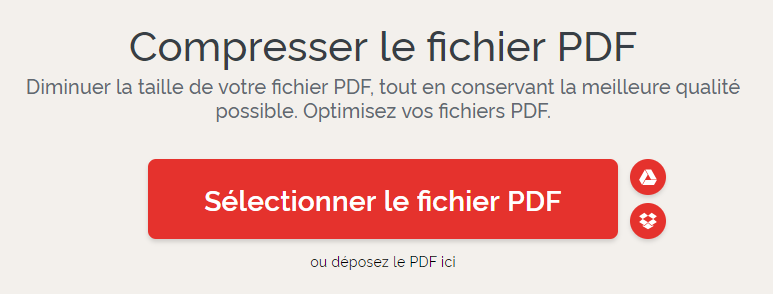 Compresser le fichier PDF
Diminuer la taille de votre fichier PDF, tout en conservant la meilleure qualité
possible. Optimisez vos fichiers PDF.
Sélectionner le fichier PDF
ou déposez le PDF ici